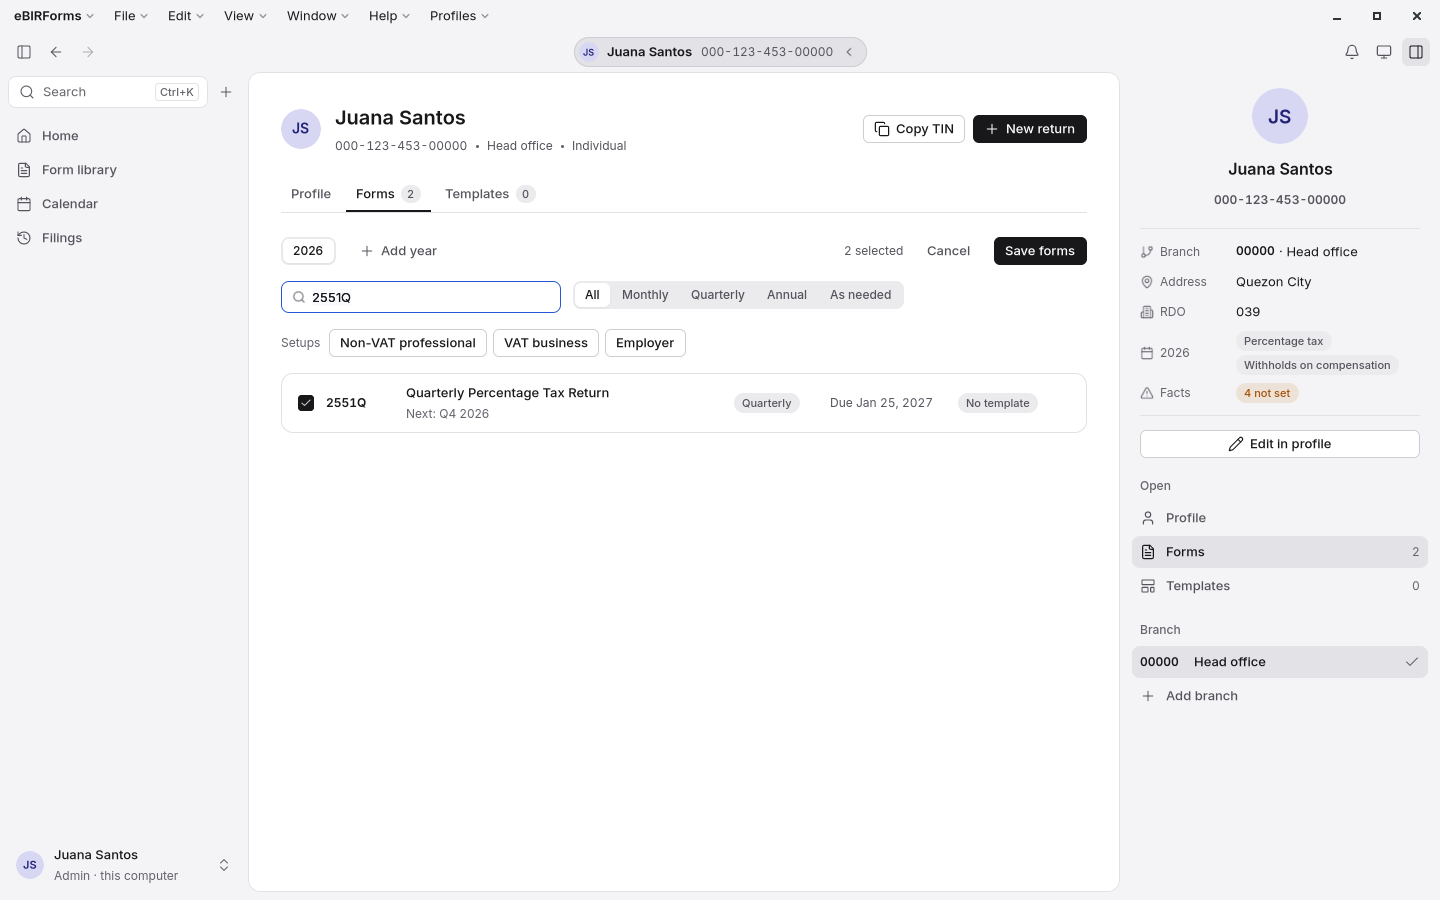 eBIRForms File Edit View Window Help Profiles
JS Juana Santos 000-123-453-00000
Search Ctrl+K
Home
Form library
Calendar
Filings
JS Juana Santos
Admin · this computer
JS Juana Santos
000-123-453-00000 • Head office • Individual
Copy TIN New return
Profile Forms 2 Templates 0
2026 Add year 2 selected Cancel Save forms
2551Q All Monthly Quarterly Annual As needed
Setups Non-VAT professional VAT business Employer
2551Q Quarterly Percentage Tax Return Quarterly Due Jan 25, 2027 No template
Next: Q4 2026
JS
Juana Santos
000-123-453-00000
Branch 00000 · Head office
Address Quezon City
RDO 039
2026 Percentage tax
Withholds on compensation
Facts 4 not set
Edit in profile
Open
Profile
Forms 2
Templates 0
Branch
00000 Head office
Add branch